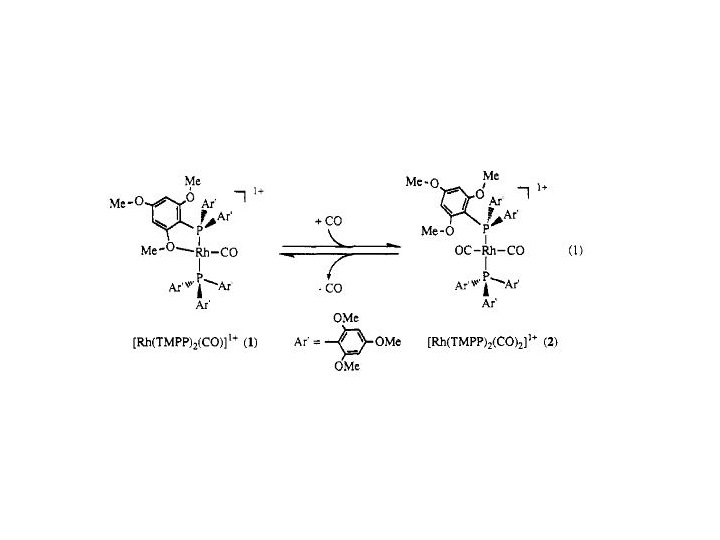 Me
Me-O
O
1+
Ar'
Ar'
P
Me-O
Rh-CO
P
Ar'
Ar
Ar'
+ CO
- CO
Me
Me-O
O
1+
Ar
Ar'
P
Me-O
OC-Rh-CO
P
Ar'
Ar'
Ar'
(1)
[Rh(TMPP)₂(CO)]¹⁺ (1)
Ar' =
OMe
OMe
OMe
[Rh(TMPP)₂(CO)₂]¹⁺ (2)